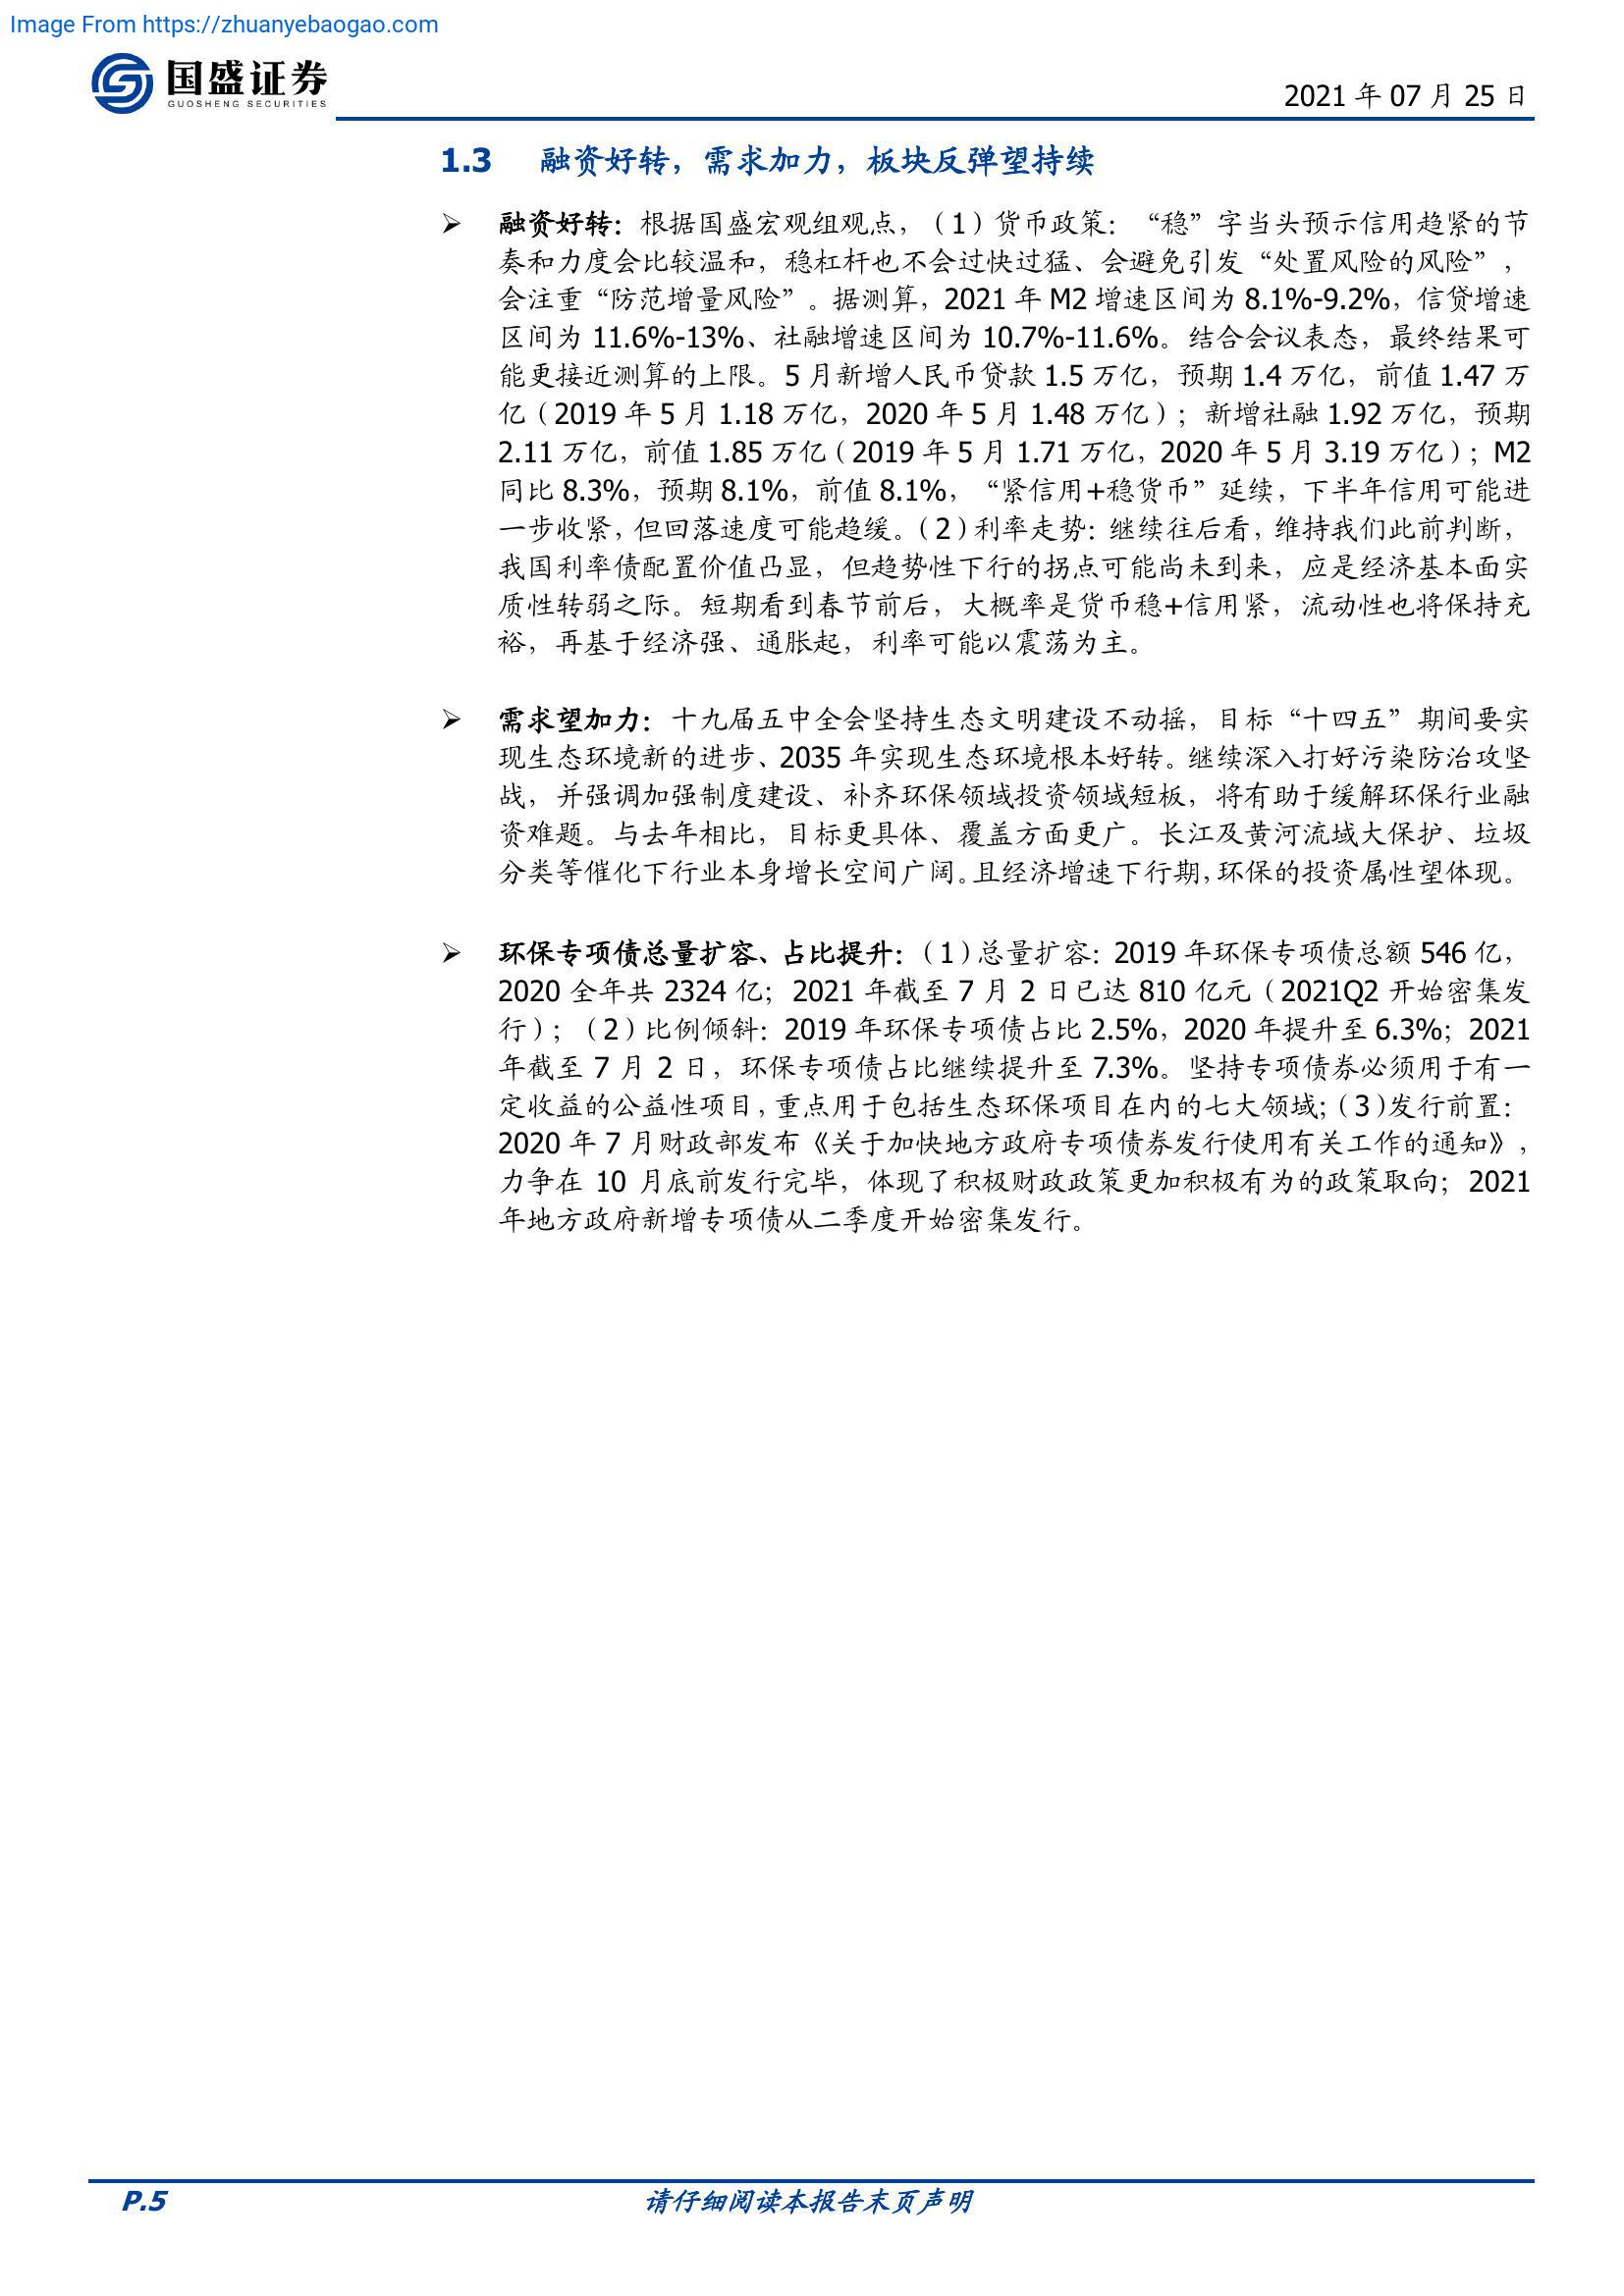 Image From https://zhuanyebaogao.com
国盛证券
GUOSHENG SECURITIES
2021 年 07 月 25 日
1.3 融资好转，需求加力，板块反弹望持续
➢ 融资好转：根据国盛宏观组观点，（1）货币政策：“稳”字当头预示信用趋紧的节
奏和力度会比较温和，稳杠杆也不会过快过猛、会避免引发“处置风险的风险”，
会注重“防范增量风险”。据测算，2021 年 M2 增速区间为 8.1%-9.2%，信贷增速
区间为 11.6%-13%、社融增速区间为 10.7%-11.6%。结合会议表态，最终结果可
能更接近测算的上限。5 月新增人民币贷款 1.5 万亿，预期 1.4 万亿，前值 1.47 万
亿（2019 年 5 月 1.18 万亿，2020 年 5 月 1.48 万亿）；新增社融 1.92 万亿，预期
2.11 万亿，前值 1.85 万亿（2019 年 5 月 1.71 万亿，2020 年 5 月 3.19 万亿）；M2
同比 8.3%，预期 8.1%，前值 8.1%，“紧信用+稳货币”延续，下半年信用可能进
一步收紧，但回落速度可能趋缓。（2）利率走势：继续往后看，维持我们此前判断，
我国利率债配置价值凸显，但趋势性下行的拐点可能尚未到来，应是经济基本面实
质性转弱之际。短期看到春节前后，大概率是货币稳+信用紧，流动性也将保持充
裕，再基于经济强、通胀起，利率可能以震荡为主。
➢ 需求望加力：十九届五中全会坚持生态文明建设不动摇，目标“十四五”期间要实
现生态环境新的进步、2035 年实现生态环境根本好转。继续深入打好污染防治攻坚
战，并强调加强制度建设、补齐环保领域投资领域短板，将有助于缓解环保行业融
资难题。与去年相比，目标更具体、覆盖方面更广。长江及黄河流域大保护、垃圾
分类等催化下行业本身增长空间广阔。且经济增速下行期，环保的投资属性望体现。
➢ 环保专项债总量扩容、占比提升：（1）总量扩容：2019 年环保专项债总额 546 亿，
2020 全年共 2324 亿；2021 年截至 7 月 2 日已达 810 亿元（2021Q2 开始密集发
行）；（2）比例倾斜：2019 年环保专项债占比 2.5%，2020 年提升至 6.3%；2021
年截至 7 月 2 日，环保专项债占比继续提升至 7.3%。坚持专项债券必须用于有一
定收益的公益性项目，重点用于包括生态环保项目在内的七大领域；（3）发行前置：
2020 年 7 月财政部发布《关于加快地方政府专项债券发行使用有关工作的通知》，
力争在 10 月底前发行完毕，体现了积极财政政策更加积极有为的政策取向；2021
年地方政府新增专项债从二季度开始密集发行。
P.5
请仔细阅读本报告末页声明